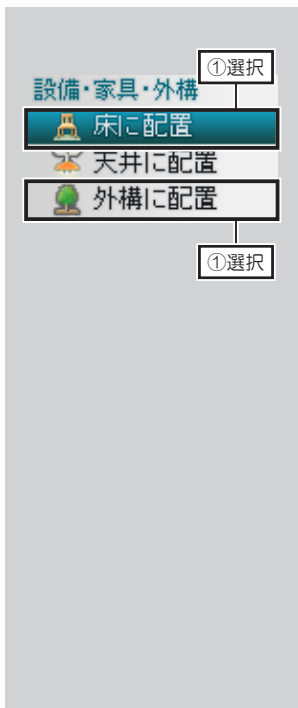 ①選択
設備・家具・外構
床に配置
天井に配置
外構に配置
①選択